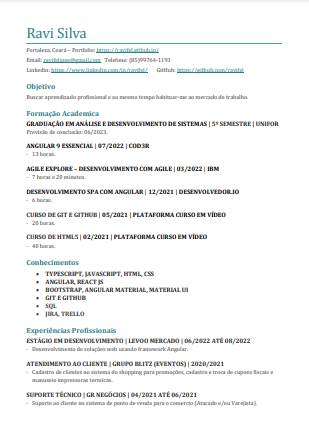 Ravi Silva
Fortaleza, Ceará – Portfolio: https://ravifsl.github.io/
Email: Telefone: (85)99764-1193
Linkedin: https://www.linkedin.com/in/ravifsl/ GitHub: https://github.com/ravifsl
Objetivo
Buscar aprendizado profissional e ao mesmo tempo habituar-me ao mercado de trabalho.
Formação Academica
GRADUAÇÃO EM ANÁLISE E DESENVOLVIMENTO DE SISTEMAS | 5º SEMESTRE | UNIFOR
Previsão de conclusão: 06/2023.
ANGULAR 9 ESSENCIAL | 07/2022 | COD3R
- 13 horas.
AGILE EXPLORE – DESENVOLVIMENTO COM AGILE | 03/2022 | IBM
- 7 horas e 20 minutos.
DESENVOLVIMENTO SPA COM ANGULAR | 12/2021 | DESENVOLVEDOR.IO
- 6 horas.
CURSO DE GIT E GITHUB | 05/2021 | PLATAFORMA CURSO EM VÍDEO
- 20 horas.
CURSO DE HTML5 | 02/2021 | PLATAFORMA CURSO EM VÍDEO
- 40 horas.
Conhecimentos
• TYPESCRIPT, JAVASCRIPT, HTML, CSS
• ANGULAR, REACT JS
• BOOTSTRAP, ANGULAR MATERIAL, MATERIAL UI
• GIT E GITHUB
• SQL
• JIRA, TRELLO
Experiências Profissionais
ESTÁGIO EM DESENVOLVIMENTO | LEVOO MERCADO | 06/2022 ATÉ 08/2022
- Desenvolvimento de soluções web usando framework Angular.
ATENDIMENTO AO CLIENTE | GRUPO BLITZ (EVENTOS) | 2020/2021
- Cadastro de clientes no sistema do shopping para promoções, cadastro e troca de cupons fiscais e
manuseio impressoras termicas.
SUPORTE TÉCNICO | GR NEGÓCIOS | 04/2021 ATÉ 06/2021
- Suporte ao cliente no sistema de ponto de venda para o comercio (Atacado e/ou Varejista).